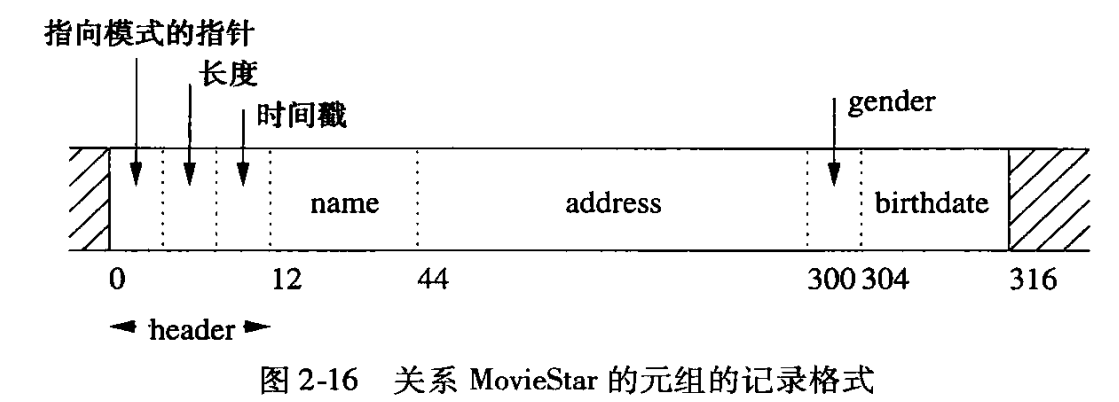 指向模式的指针
长度
时间戳
gender
name address birthdate
0 12 44 300 304 316
header
图 2-16 关系 MovieStar 的元组的记录格式